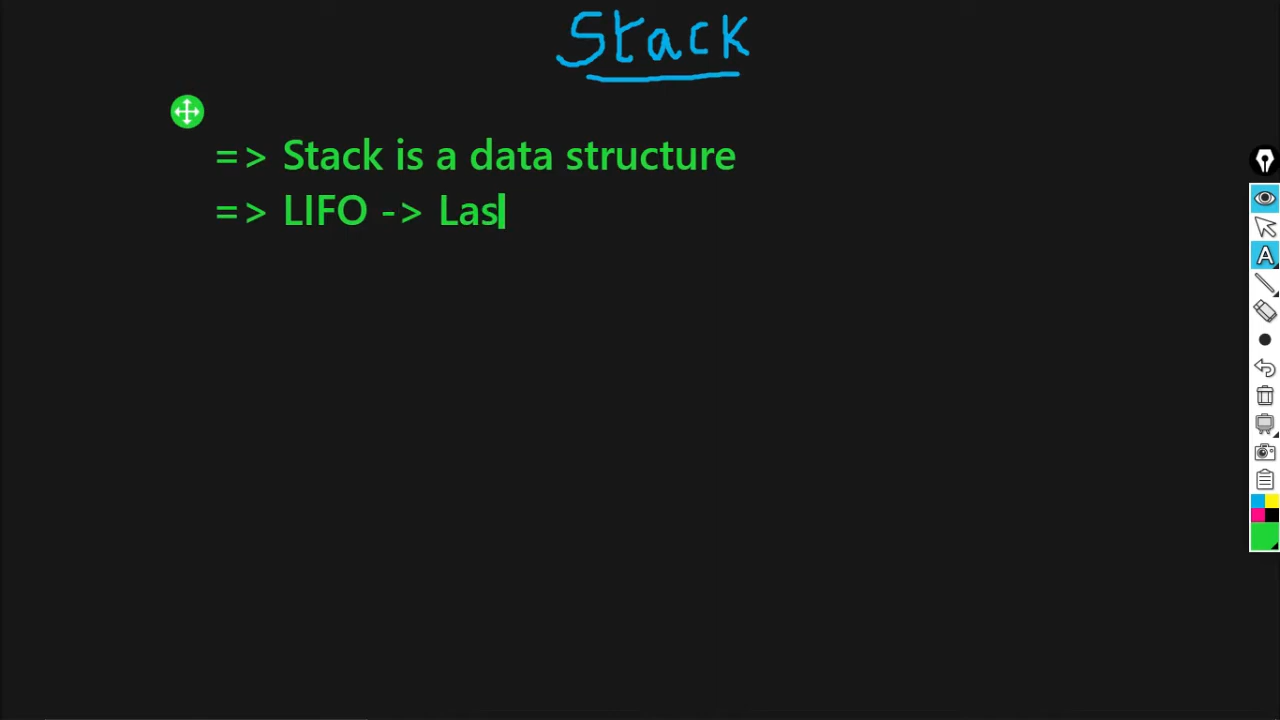 Stack
=> Stack is a data structure
=> LIFO -> Las